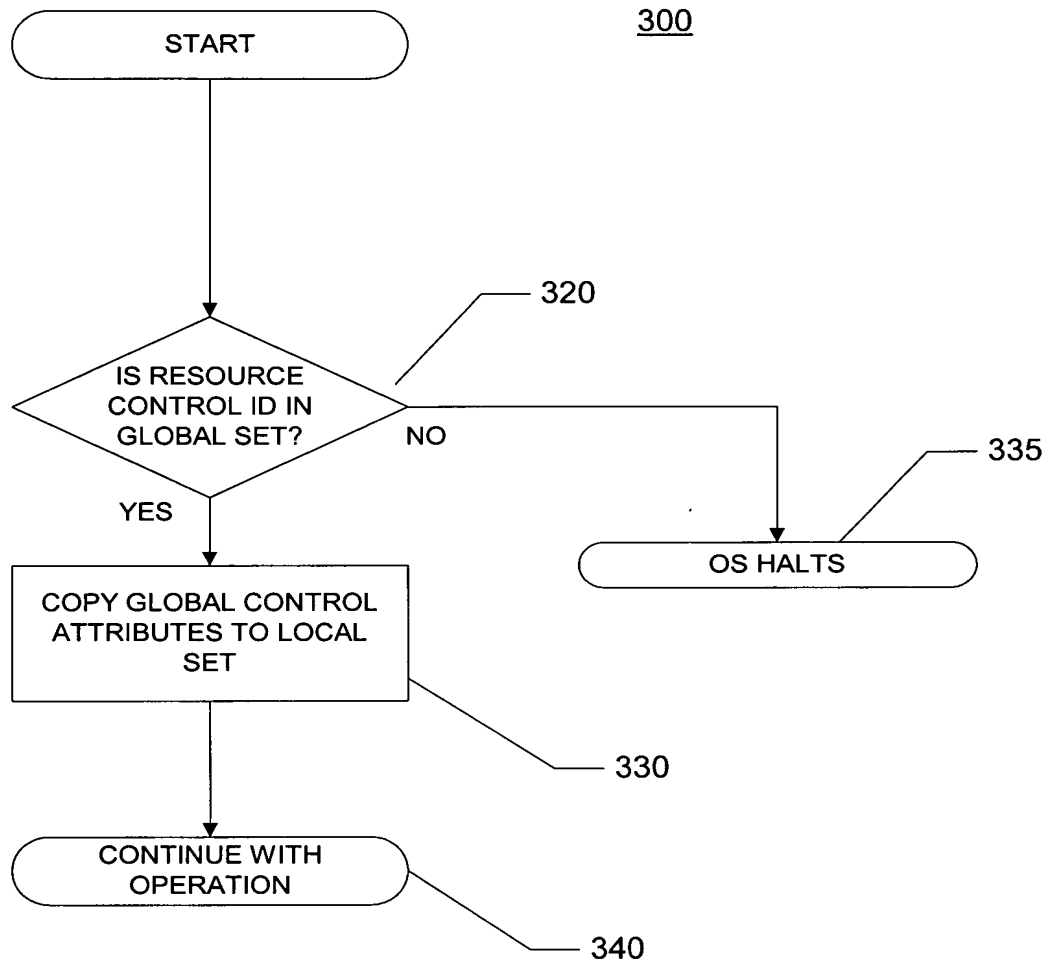 300
START
320
IS RESOURCE
CONTROL ID IN
GLOBAL SET?
NO
YES
335
OS HALTS
COPY GLOBAL CONTROL
ATTRIBUTES TO LOCAL
SET
330
CONTINUE WITH
OPERATION
340